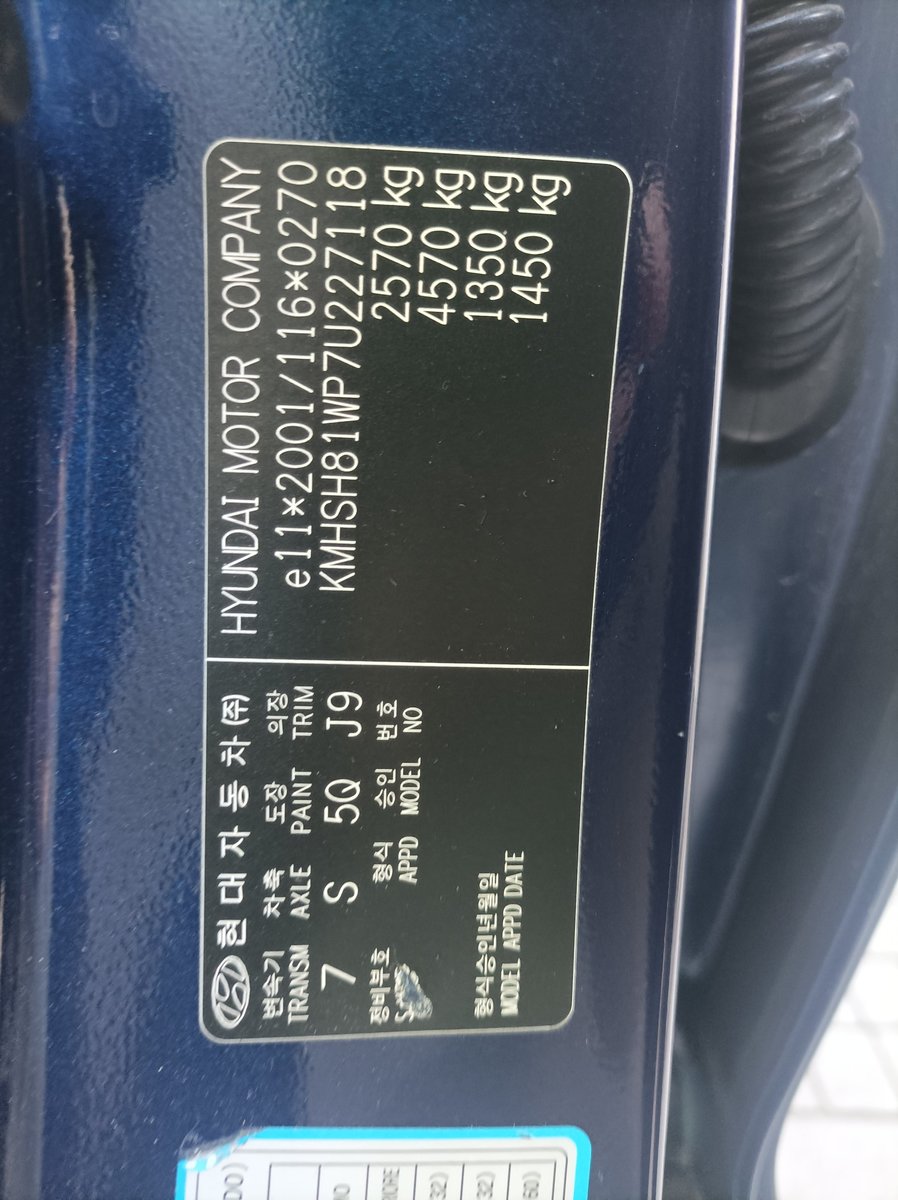 현대자동차(주)
변속기 차축 도장 의장
TRANSM AXLE PAINT TRIM
7 S 5Q J9
정비부호 형식 승인 번호
APPD MODEL NO
형식승인년월일
MODEL APPD DATE
HYUNDAI MOTOR COMPANY
e11*2001/116*0270
KMHSH81WP7U227118
2570 kg
4570 kg
1350 kg
1450 kg
32)
32)
60)